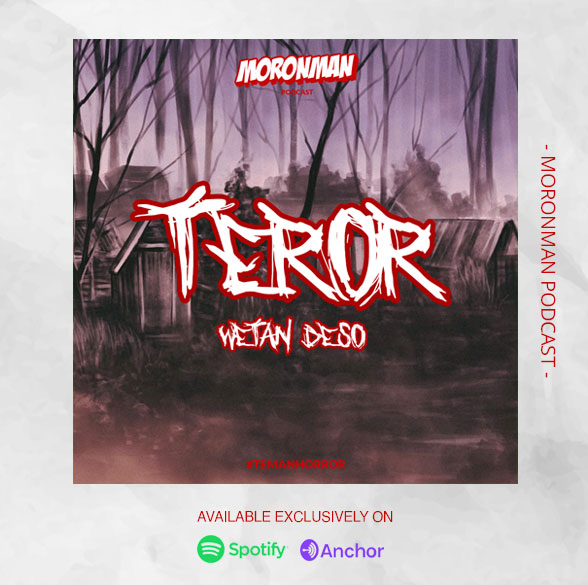 MORONMAN
PODCAST
TEROR
WETAN DESO
#TEMANHORROR
- MORONMAN PODCAST -
AVAILABLE EXCLUSIVELY ON
Spotify Anchor